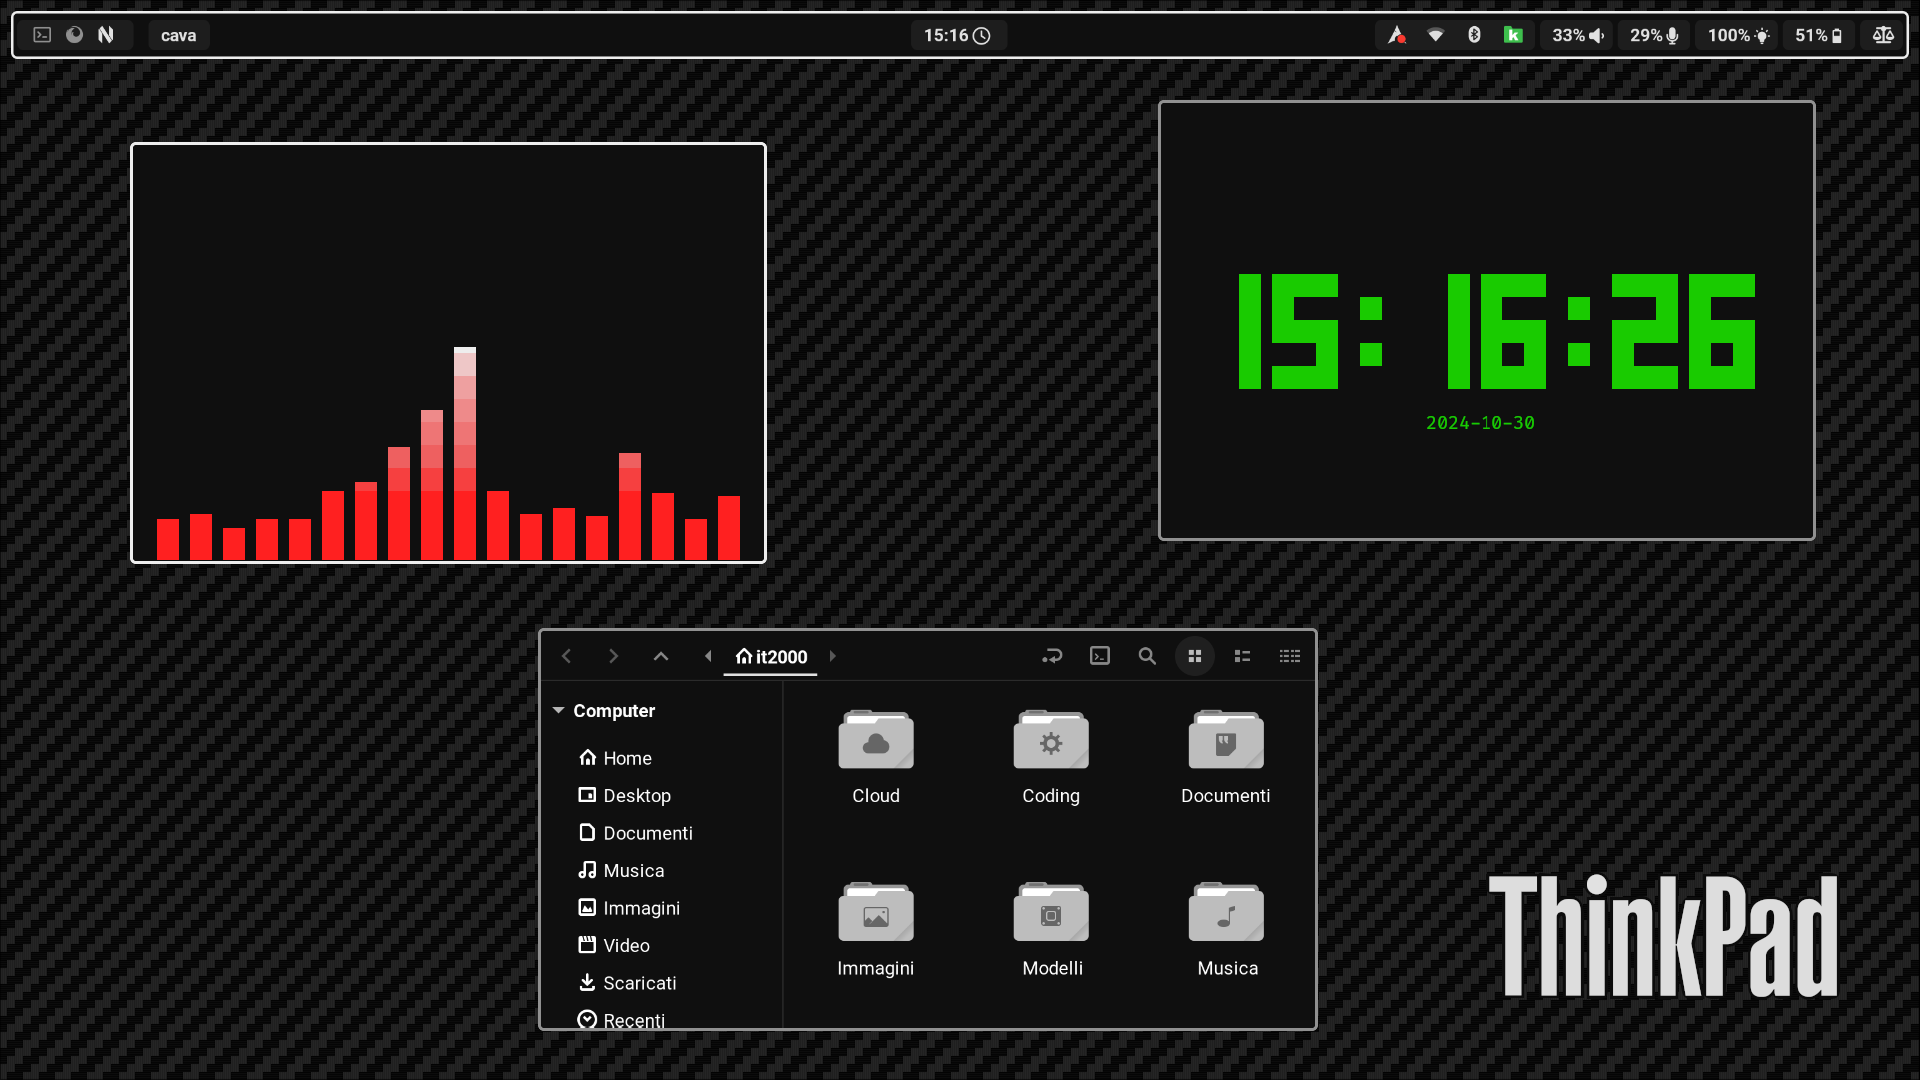 cava
15:16
33%
29%
100%
51%
15:16:26
2024-10-30
it2000
Computer
Home
Desktop
Documenti
Musica
Immagini
Video
Scaricati
Recenti
Cloud
Coding
Documenti
Immagini
Modelli
Musica
ThinkPad